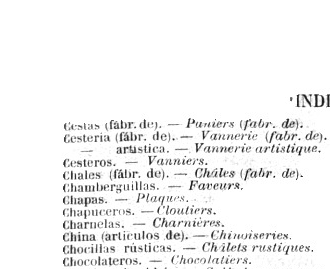 INDI
Cestas (fábr. de). — Paniers (fabr. de).
Cesteria (fábr. de). — Vannerie (fabr. de).
— artística. — Vannerie artistique.
Cesteros. — Vanniers.
Chales (fábr. de). — Châles (fabr. de).
Chamberguillas. — Faveurs.
Chapas. — Plaques.
Chapuceros. — Cloutiers.
Charnelas. — Charnières.
China (artículos de). — Chinoiseries.
Chocillas rústicas. — Châlets rustiques.
Chocolateros. — Chocolatiers.